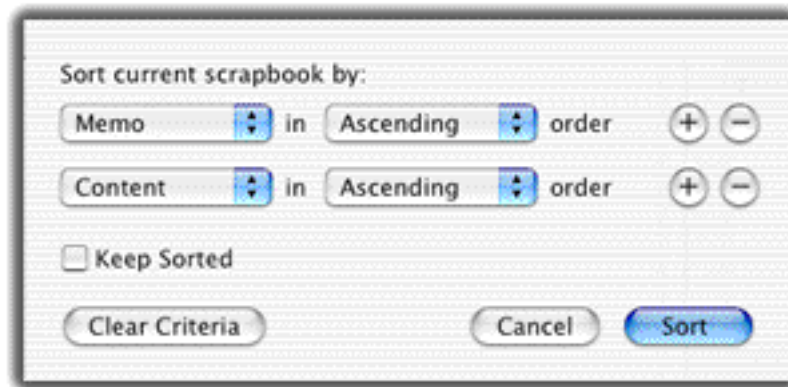 Sort current scrapbook by:
Memo in Ascending order + −
Content in Ascending order + −
Keep Sorted
Clear Criteria Cancel Sort